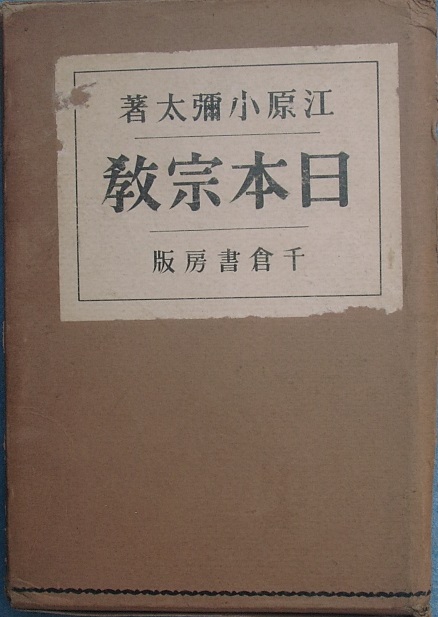 江原小彌太著
日本宗教
千倉書房版